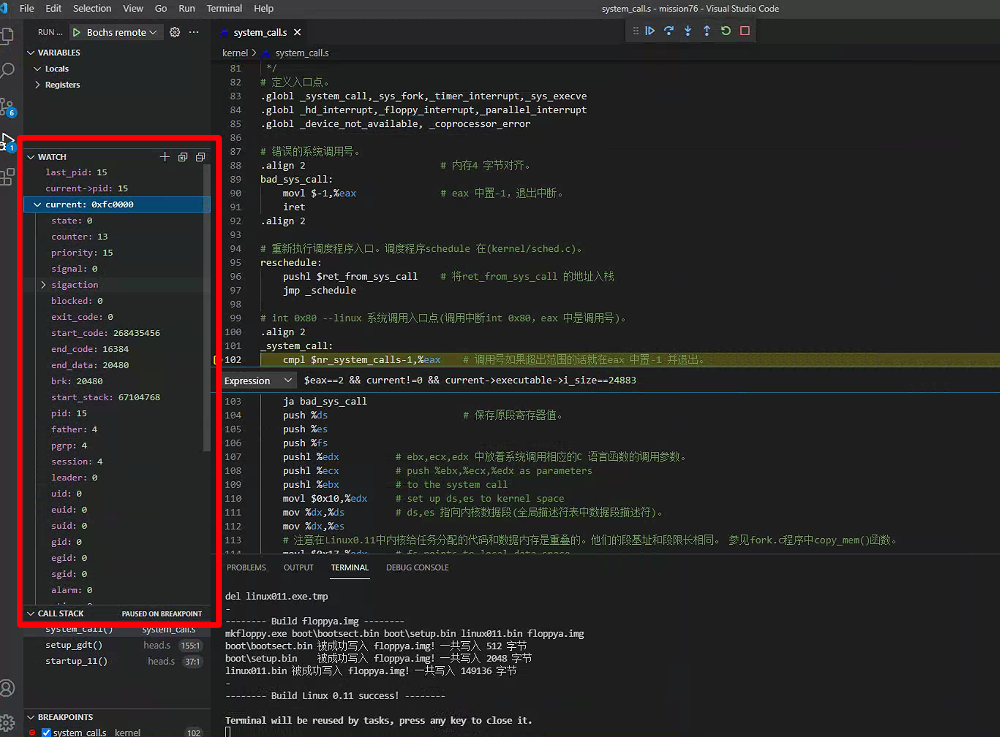 File Edit Selection View Go Run Terminal Help
system_call.s - mission76 - Visual Studio Code
RUN ... Bochs remote
VARIABLES
Locals
Registers
6
1
WATCH
last_pid: 15
current->pid: 15
current: 0xfc0000
state: 0
counter: 13
priority: 15
signal: 0
sigaction
blocked: 0
exit_code: 0
start_code: 268435456
end_code: 16384
end_data: 20480
brk: 20480
start_stack: 67104768
pid: 15
father: 4
pgrp: 4
session: 4
leader: 0
uid: 0
euid: 0
suid: 0
gid: 0
egid: 0
sgid: 0
alarm: 0
CALL STACK PAUSED ON BREAKPOINT
system_call() system_call.s
setup_gdt() head.s 155:1
startup_11() head.s 37:1
BREAKPOINTS
system_call.s kernel 102
system_call.s
kernel > system_call.s
81 */
82 # 定义入口点。
83 .globl _system_call,_sys_fork,_timer_interrupt,_sys_execve
84 .globl _hd_interrupt,_floppy_interrupt,_parallel_interrupt
85 .globl _device_not_available, _coprocessor_error
86
87 # 错误的系统调用号。
88 .align 2 # 内存4 字节对齐。
89 bad_sys_call:
90 movl $-1,%eax # eax 中置-1，退出中断。
91 iret
92 .align 2
93
94 # 重新执行调度程序入口。调度程序schedule 在(kernel/sched.c)。
95 reschedule:
96 pushl $ret_from_sys_call # 将ret_from_sys_call 的地址入栈
97 jmp _schedule
98
99 # int 0x80 --linux 系统调用入口点(调用中断int 0x80，eax 中是调用号)。
100 .align 2
101 _system_call:
102 cmpl $nr_system_calls-1,%eax # 调用号如果超出范围的话就在eax 中置-1 并退出。
Expression $eax==2 && current!=0 && current->executable->i_size==24883
103 ja bad_sys_call
104 push %ds # 保存原段寄存器值。
105 push %es
106 push %fs
107 pushl %edx # ebx,ecx,edx 中放着系统调用相应的C 语言函数的调用参数。
108 pushl %ecx # push %ebx,%ecx,%edx as parameters
109 pushl %ebx # to the system call
110 movl $0x10,%edx # set up ds,es to kernel space
111 mov %dx,%ds # ds,es 指向内核数据段(全局描述符表中数据段描述符)。
112 mov %dx,%es
113 # 注意在Linux0.11中内核给任务分配的代码和数据内存是重叠的。他们的段基址和段限长相同。 参见fork.c程序中copy_mem()函数。
114 movl $0x17,%edx # fs points to local data space
PROBLEMS OUTPUT TERMINAL DEBUG CONSOLE
del linux011.exe.tmp
-
-------- Build floppya.img --------
mkfloppy.exe boot\bootsect.bin boot\setup.bin linux011.bin floppya.img
boot\bootsect.bin 被成功写入 floppya.img! 一共写入 512 字节
boot\setup.bin 被成功写入 floppya.img! 一共写入 2048 字节
linux011.bin 被成功写入 floppya.img! 一共写入 149136 字节
-
-------- Build Linux 0.11 success! --------
Terminal will be reused by tasks, press any key to close it.